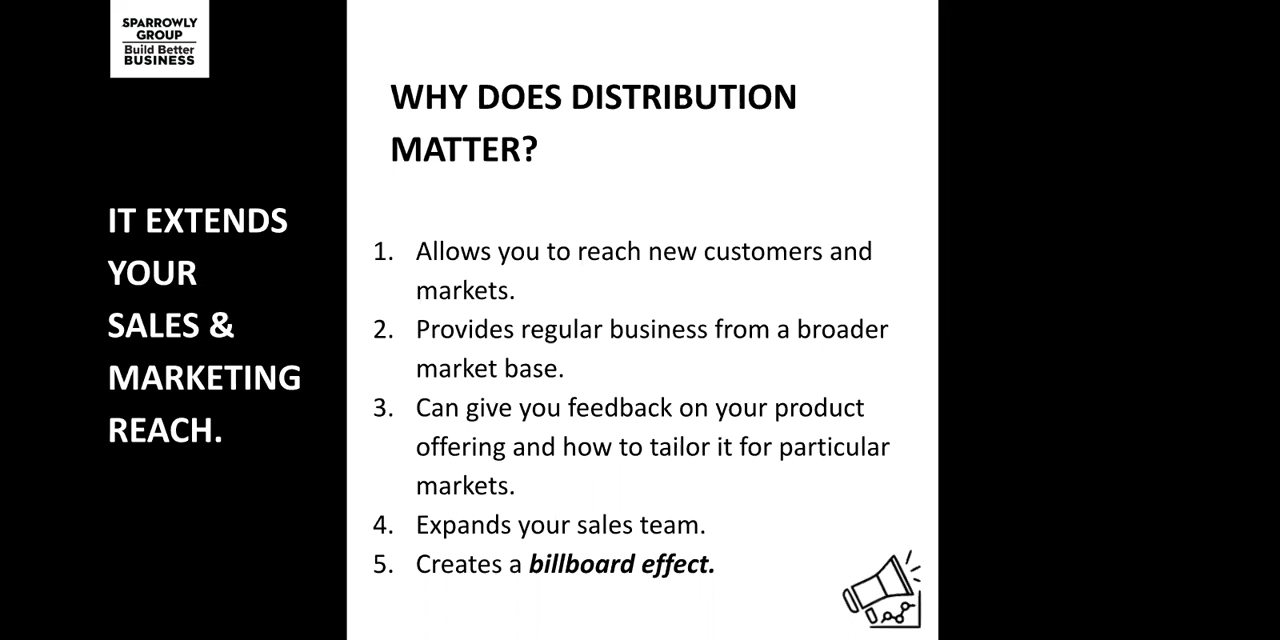 SPARROWLY
GROUP
Build Better
BUSINESS
IT EXTENDS
YOUR
SALES &
MARKETING
REACH.
WHY DOES DISTRIBUTION
MATTER?
1. Allows you to reach new customers and
markets.
2. Provides regular business from a broader
market base.
3. Can give you feedback on your product
offering and how to tailor it for particular
markets.
4. Expands your sales team.
5. Creates a billboard effect.